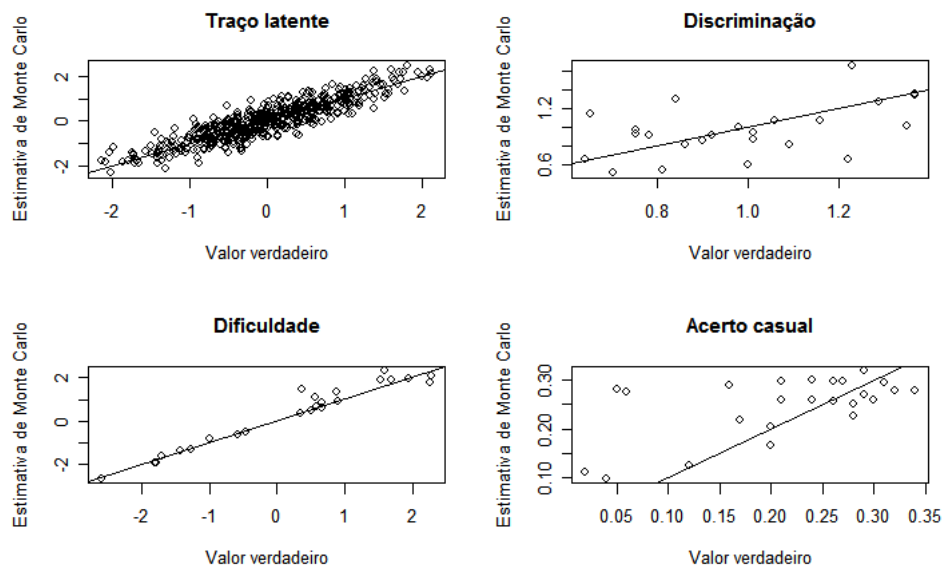 Traço latente
Estimativa de Monte Carlo
2
0
-2
-2
-1
0
1
2
Valor verdadeiro
Discriminação
Estimativa de Monte Carlo
1.2
0.6
0.8
1.0
1.2
Valor verdadeiro
Dificuldade
Estimativa de Monte Carlo
2
0
-2
-2
-1
0
1
2
Valor verdadeiro
Acerto casual
Estimativa de Monte Carlo
0.30
0.20
0.10
0.05
0.10
0.15
0.20
0.25
0.30
0.35
Valor verdadeiro